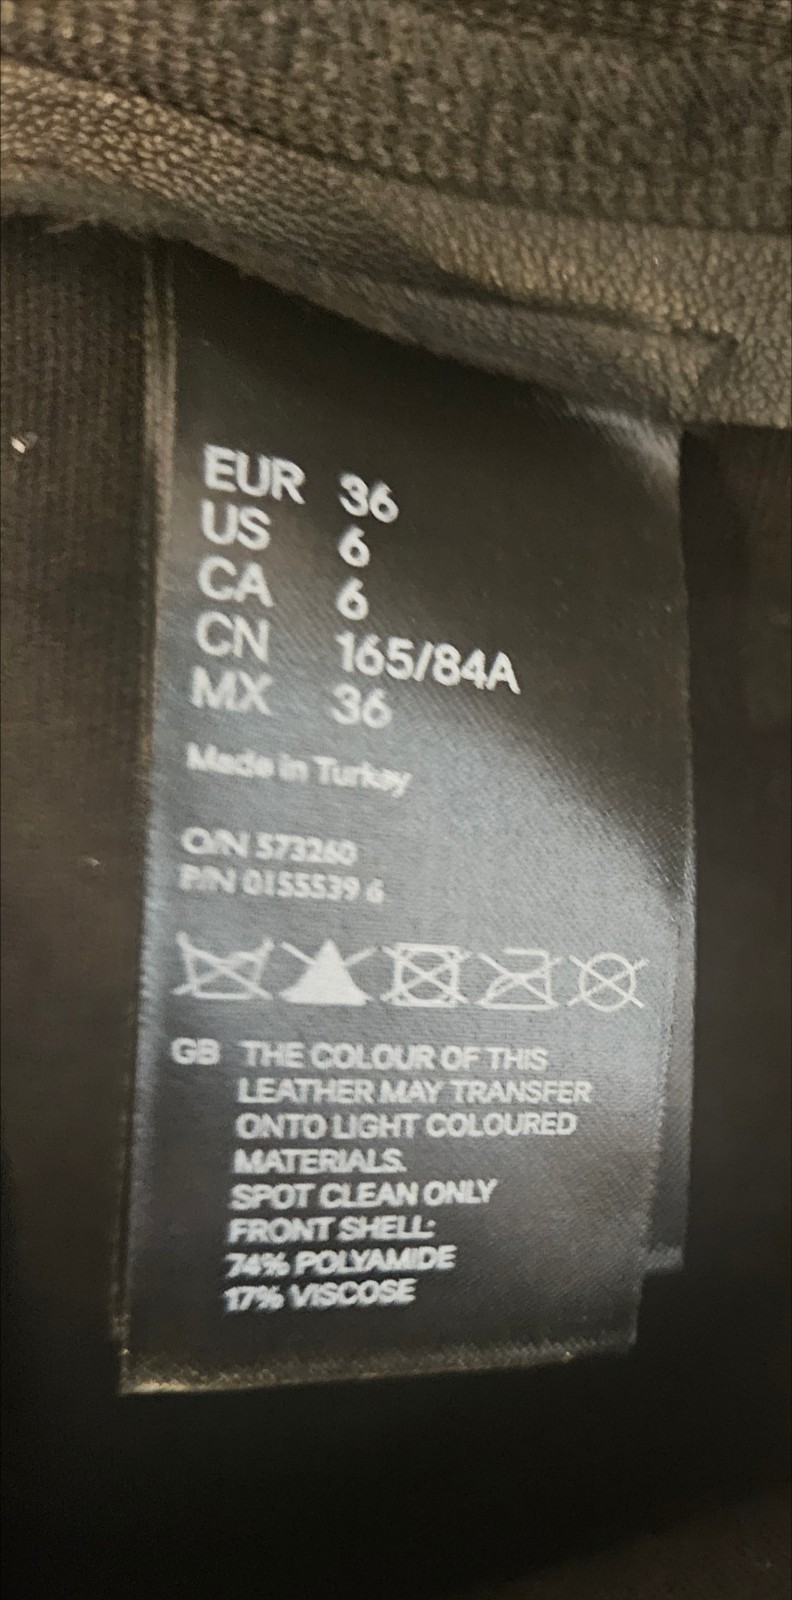 EUR 36
US 6
CA 6
CN 165/84A
MX 36
Made in Turkey
O/N 573260
P/N 0155539 6
GB THE COLOUR OF THIS
LEATHER MAY TRANSFER
ONTO LIGHT COLOURED
MATERIALS.
SPOT CLEAN ONLY
FRONT SHELL:
74% POLYAMIDE
17% VISCOSE